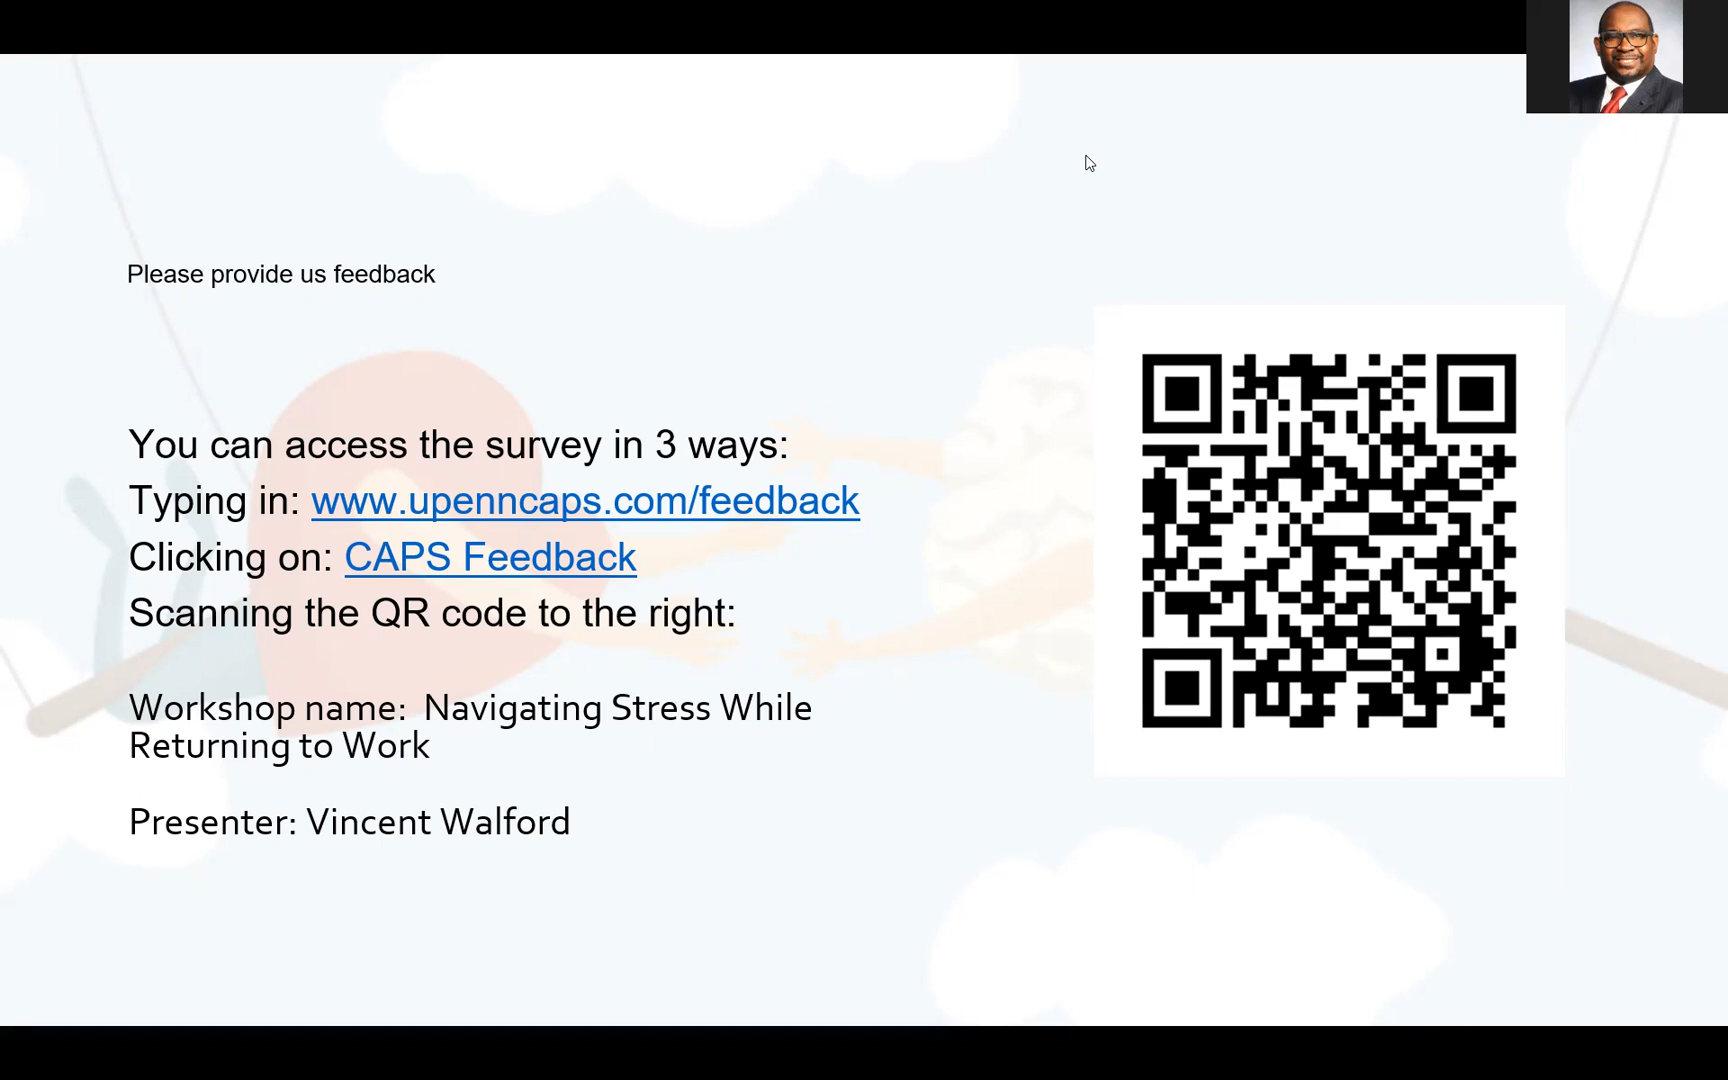 Please provide us feedback
You can access the survey in 3 ways:
Typing in: www.upenncaps.com/feedback
Clicking on: CAPS Feedback
Scanning the QR code to the right:
Workshop name:  Navigating Stress While
Returning to Work
Presenter: Vincent Walford